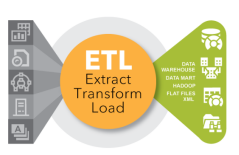 ETL
Extract
Transform
Load
DATA
WAREHOUSE
DATA MART
HADOOP
FLAT FILES
XML